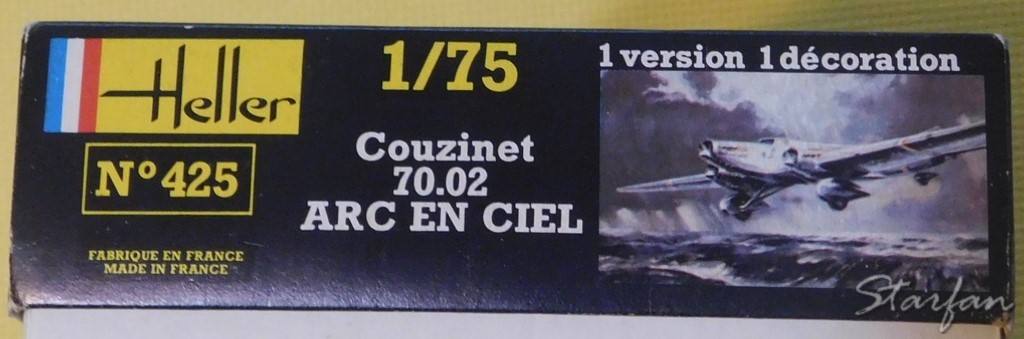 Heller
N° 425
FABRIQUE EN FRANCE
MADE IN FRANCE
1/75
Couzinet
70.02
ARC EN CIEL
1 version 1 décoration
Starfan